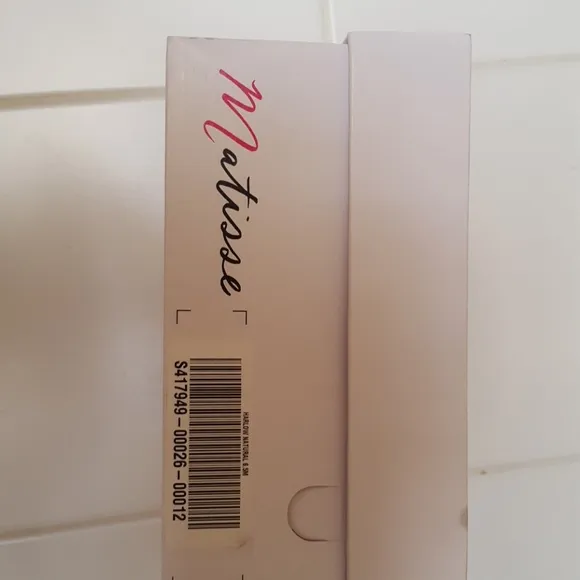 Matisse
HARLOW NATURAL 6.5M
S417949-00026-00012